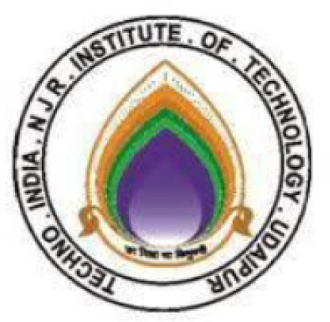 TECHNO . INDIA . N J R . INSTITUTE . OF . TECHNOLOGY . UDAIPUR